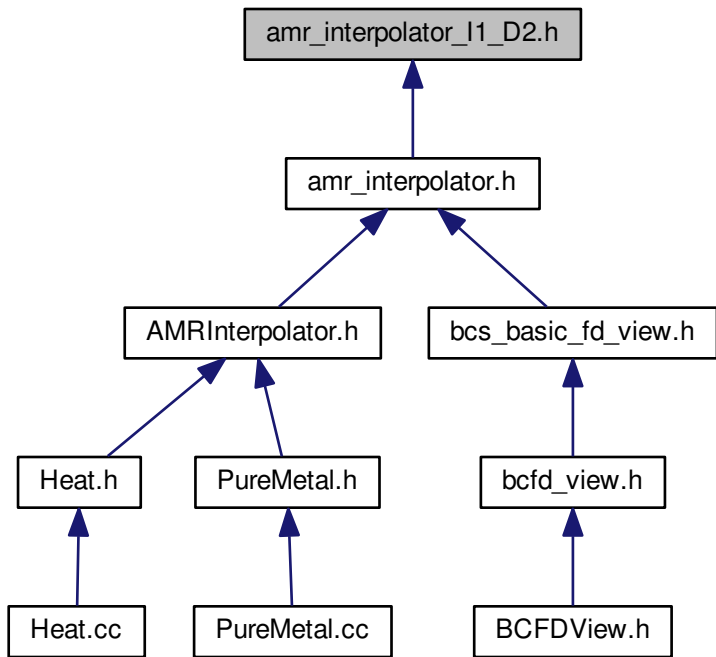 amr_interpolator_I1_D2.h
amr_interpolator.h
AMRInterpolator.h
bcs_basic_fd_view.h
Heat.h
PureMetal.h
bcfd_view.h
Heat.cc
PureMetal.cc
BCFDView.h